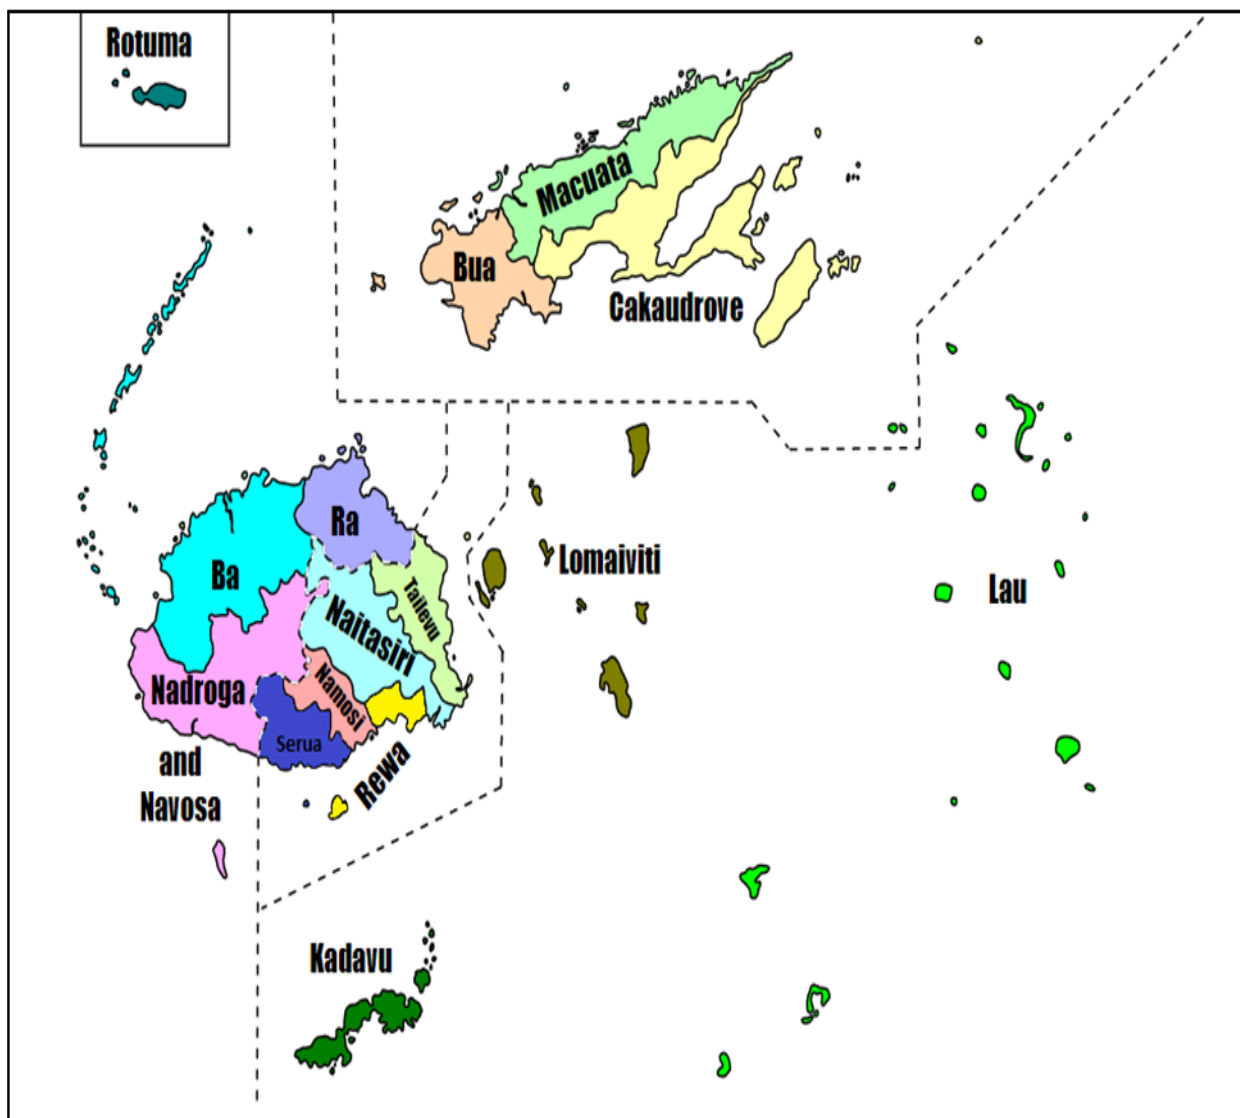 Rotuma
Macuata
Bua
Cakaudrove
Ra
Ba
Tailevu
Lomaiviti
Lau
Naitasiri
Nadroga
and
Navosa
Namosi
Serua
Rewa
Kadavu